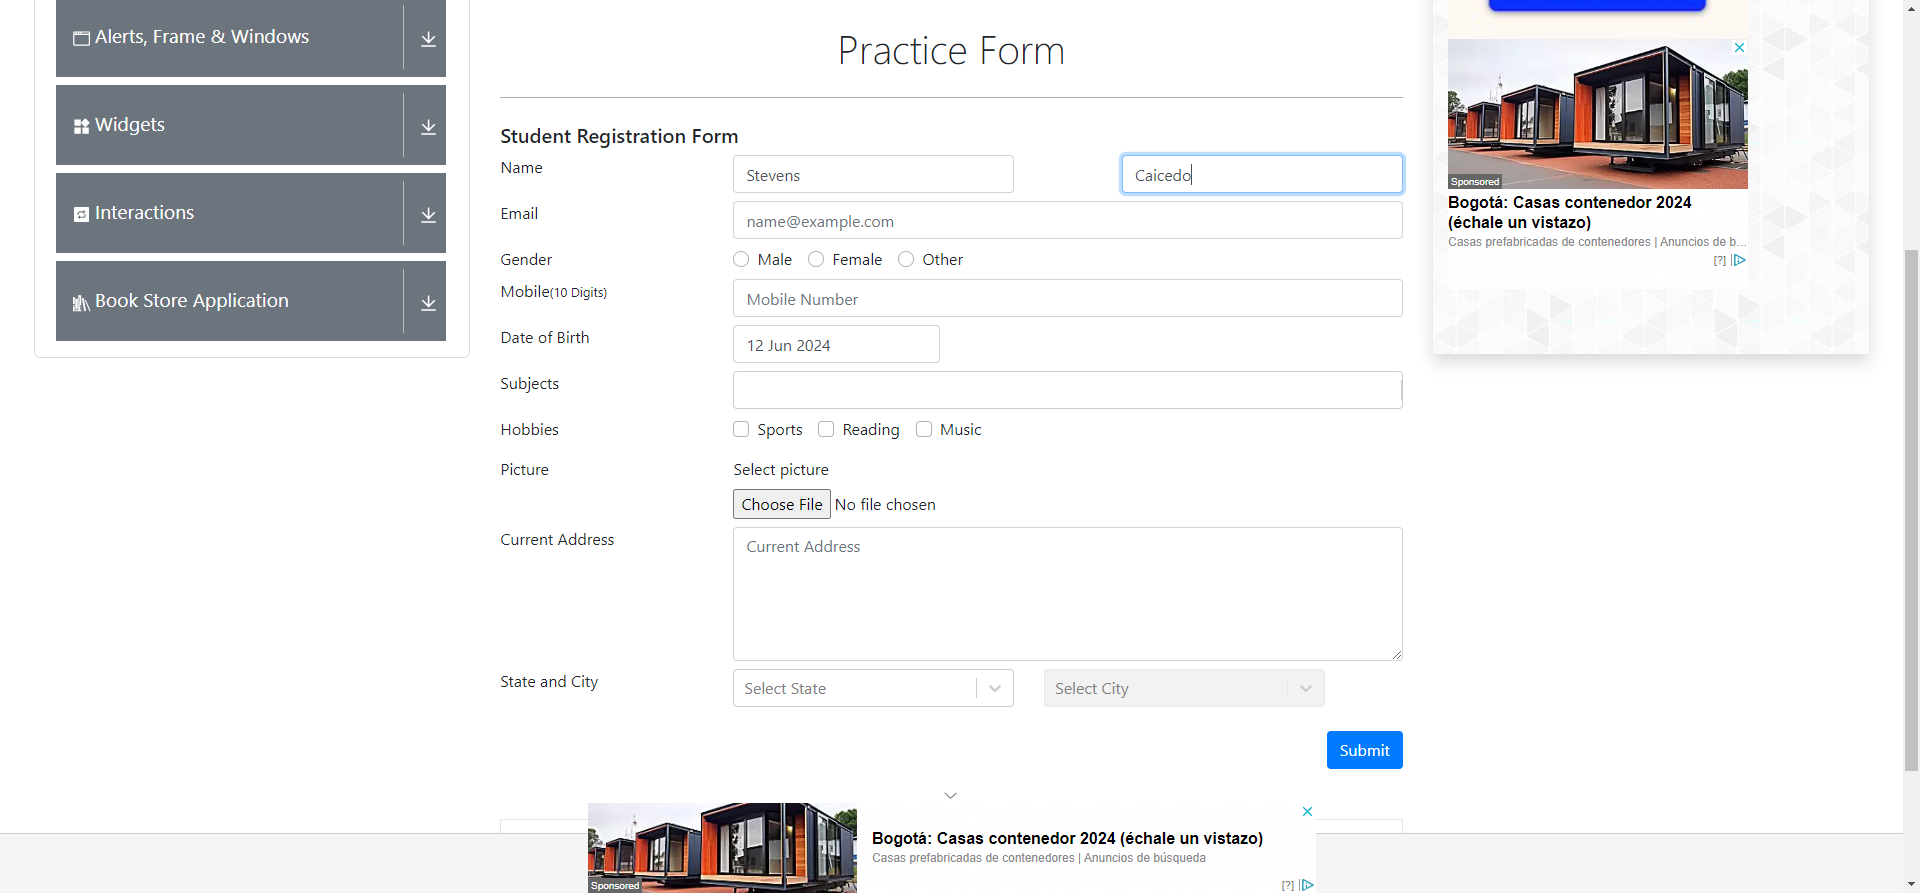 Alerts, Frame & Windows
Widgets
Interactions
Book Store Application
Practice Form
Student Registration Form
Name
Stevens
Caicedo
Email
name@example.com
Gender
Male
Female
Other
Mobile(10 Digits)
Mobile Number
Date of Birth
12 Jun 2024
Subjects
Hobbies
Sports
Reading
Music
Picture
Select picture
Choose File No file chosen
Current Address
Current Address
State and City
Select State
Select City
Submit
Sponsored
Bogotá: Casas contenedor 2024
(échale un vistazo)
Casas prefabricadas de contenedores | Anuncios de b...
[?]
Sponsored
Bogotá: Casas contenedor 2024 (échale un vistazo)
Casas prefabricadas de contenedores | Anuncios de búsqueda
[?]